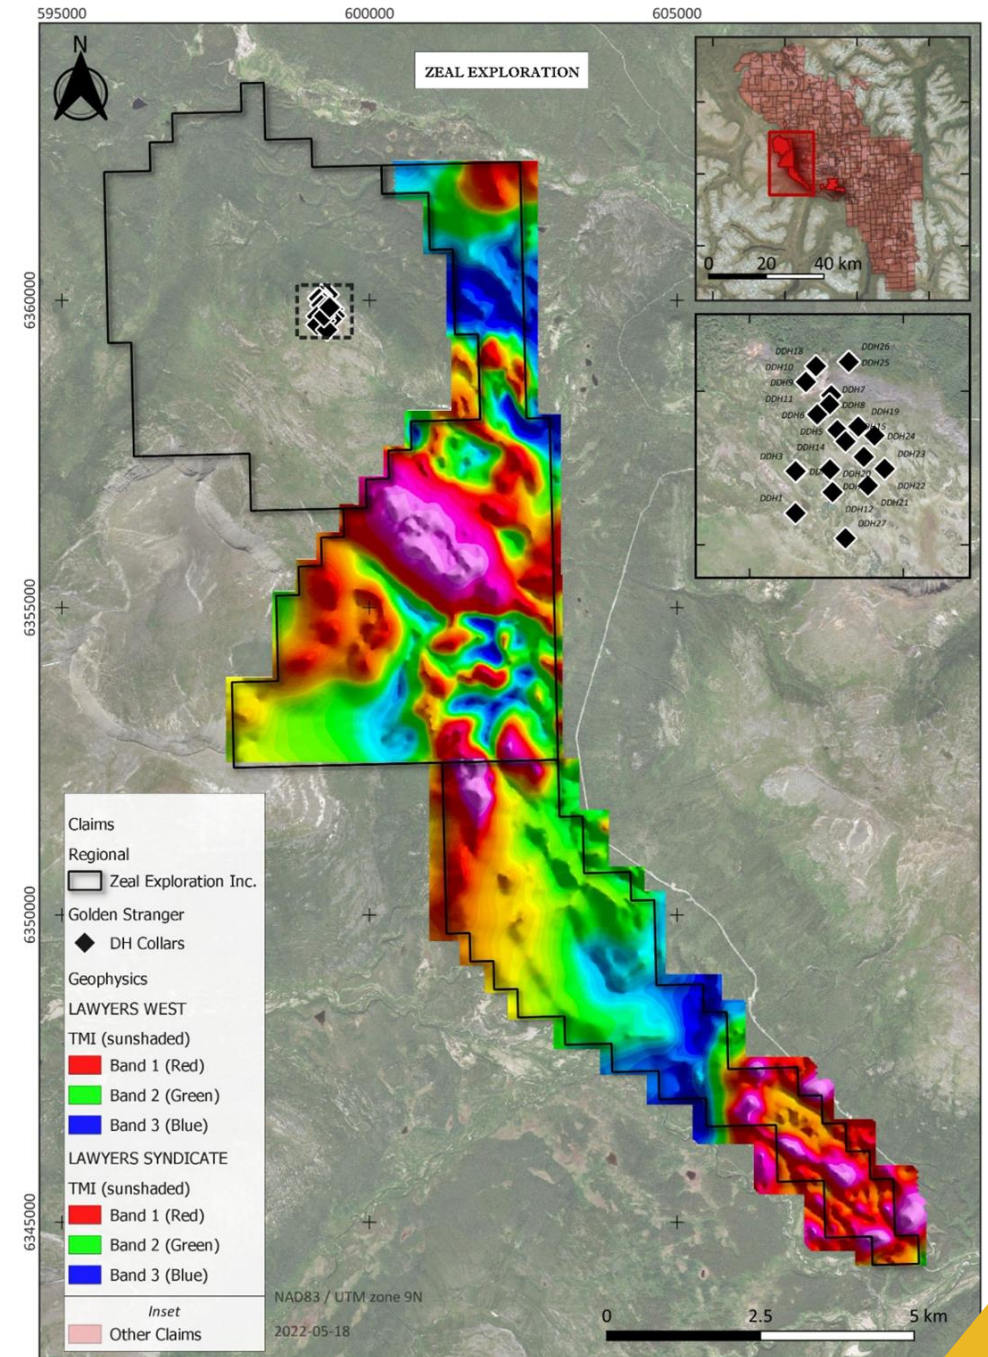 595000
600000
605000
N
ZEAL EXPLORATION
0
20
40 km
6360000
6355000
6350000
6345000
DDH26
DDH18
DDH25
DDH10
DDH9
DDH7
DDH11
DDH8
DDH6
DDH19
DDH5
DDH24
DDH14
DDH3
DDH23
DDH20
DDH22
DDH1
DDH21
DDH12
DDH27
Claims
Regional
Zeal Exploration Inc.
Golden Stranger
DH Collars
Geophysics
LAWYERS WEST
TMI (sunshaded)
Band 1 (Red)
Band 2 (Green)
Band 3 (Blue)
LAWYERS SYNDICATE
TMI (sunshaded)
Band 1 (Red)
Band 2 (Green)
Band 3 (Blue)
Inset
Other Claims
NAD83 / UTM zone 9N
2022-05-18
0
2.5
5 km